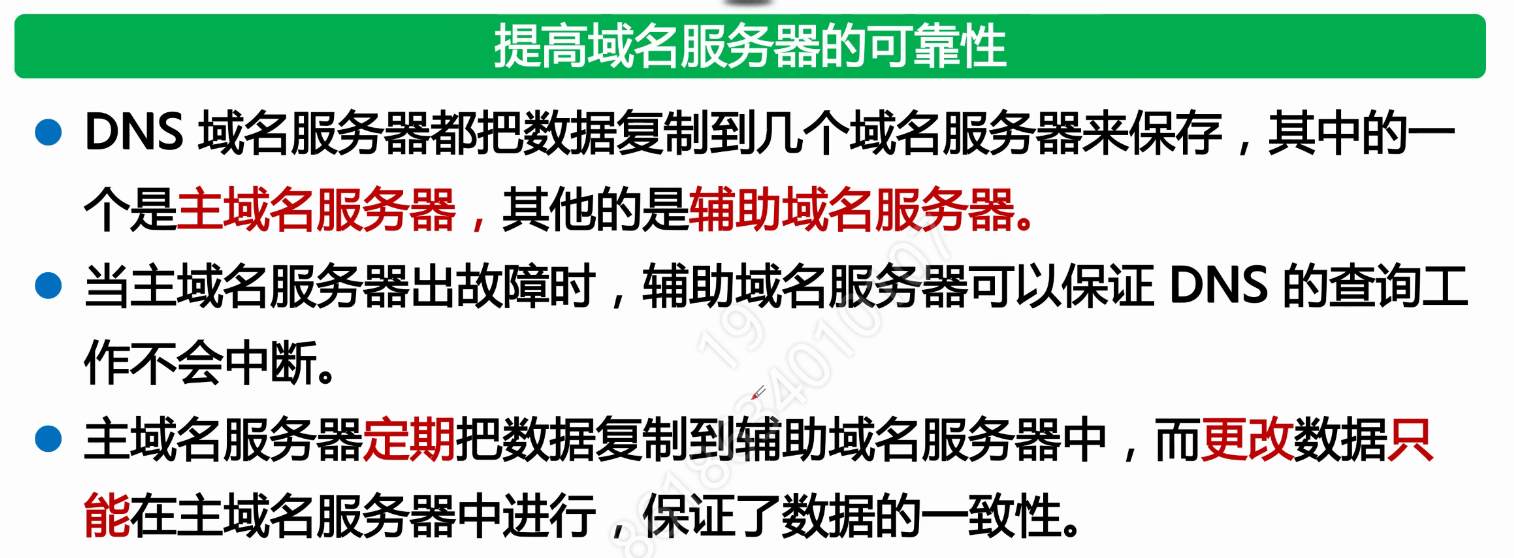 提高域名服务器的可靠性
DNS 域名服务器都把数据复制到几个域名服务器来保存，其中的一
个是主域名服务器，其他的是辅助域名服务器。
当主域名服务器出故障时，辅助域名服务器可以保证 DNS 的查询工
作不会中断。
主域名服务器定期把数据复制到辅助域名服务器中，而更改数据只
能在主域名服务器中进行，保证了数据的一致性。
19